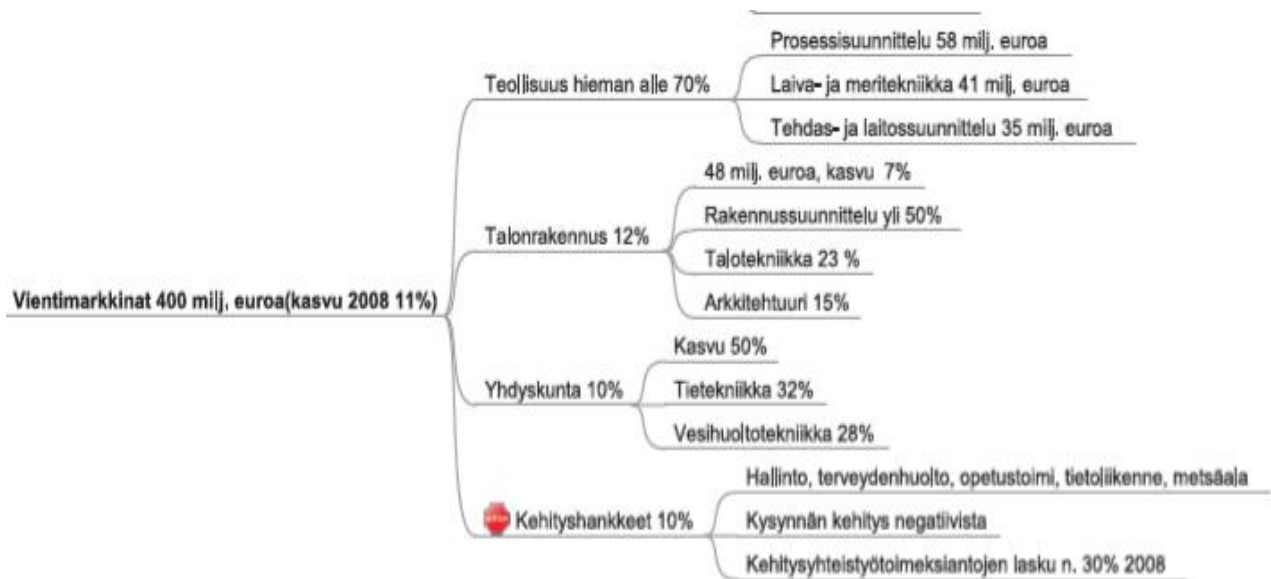 Vientimarkkinat 400 milj. euroa(kasvu 2008 11%)
Teollisuus hieman alle 70%
Prosessisuunnittelu 58 milj. euroa
Laiva- ja meritekniikka 41 milj. euroa
Tehdas- ja laitossuunnittelu 35 milj. euroa
Talonrakennus 12%
48 milj. euroa, kasvu 7%
Rakennussuunnittelu yli 50%
Talotekniikka 23 %
Arkkitehtuuri 15%
Yhdyskunta 10%
Kasvu 50%
Tietekniikka 32%
Vesihuoltotekniikka 28%
Kehityshankkeet 10%
Hallinto, terveydenhuolto, opetustoimi, tietoliikenne, metsäala
Kysynnän kehitys negatiivista
Kehitysyhteistyötoimeksiantojen lasku n. 30% 2008